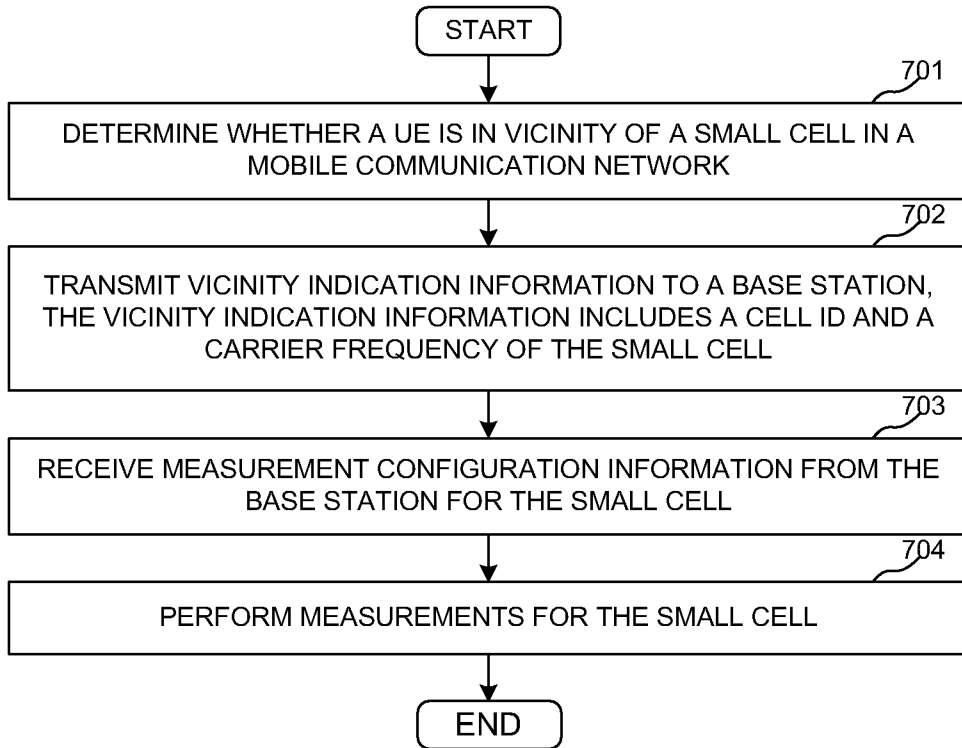 START
701
DETERMINE WHETHER A UE IS IN VICINITY OF A SMALL CELL IN A
MOBILE COMMUNICATION NETWORK
702
TRANSMIT VICINITY INDICATION INFORMATION TO A BASE STATION,
THE VICINITY INDICATION INFORMATION INCLUDES A CELL ID AND A
CARRIER FREQUENCY OF THE SMALL CELL
703
RECEIVE MEASUREMENT CONFIGURATION INFORMATION FROM THE
BASE STATION FOR THE SMALL CELL
704
PERFORM MEASUREMENTS FOR THE SMALL CELL
END